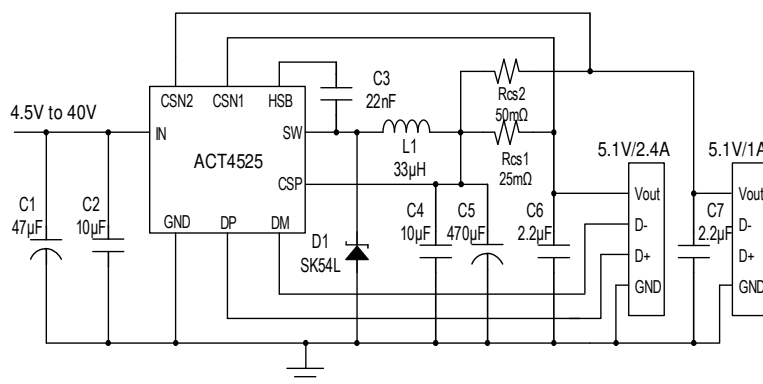 CSN2 CSN1 HSB
C3
22nF
Rcs2
50mΩ
4.5V to 40V
IN
SW
ACT4525
L1
33μH
Rcs1
25mΩ
5.1V/2.4A
5.1V/1A
CSP
C1
47μF
C2
10μF
GND DP DM
D1
SK54L
C4
10μF
C5
470μF
C6
2.2μF
Vout
D-
D+
GND
C7
2.2μF
Vout
D-
D+
GND